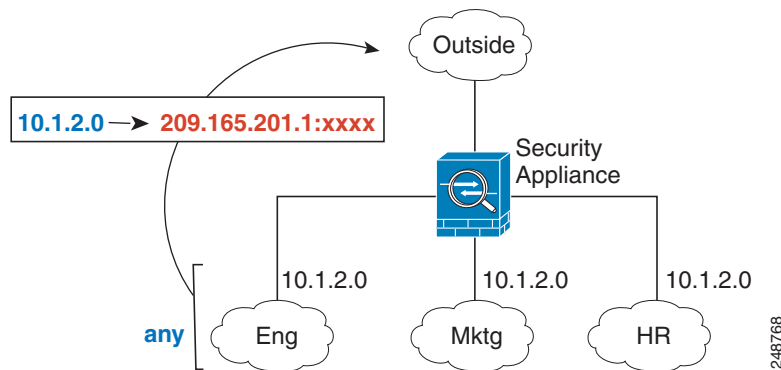 Outside
10.1.2.0 209.165.201.1:xxxx
Security
Appliance
10.1.2.0 10.1.2.0 10.1.2.0
any Eng Mktg HR
248768